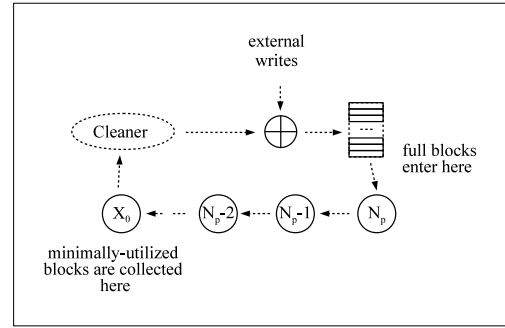 external
writes
Cleaner
...
full blocks
enter here
X0
Np-2
Np-1
Np
minimally-utilized
blocks are collected
here